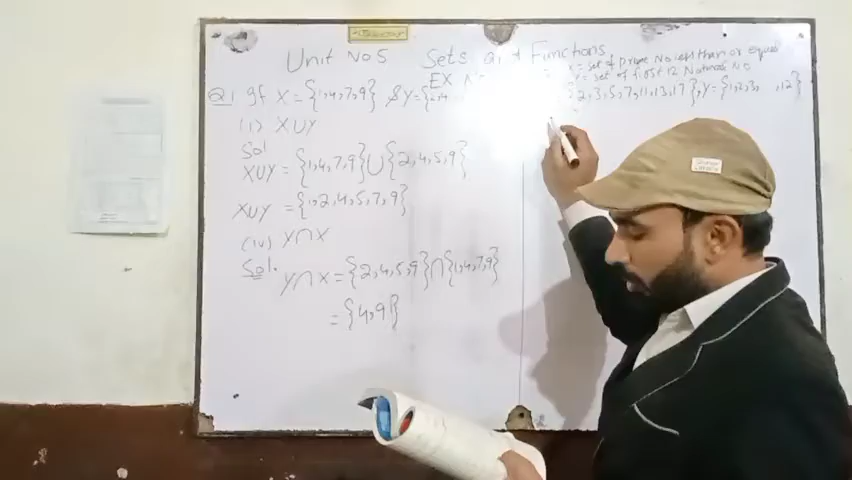 Unit No 5 Sets and Functions
EX
Q1 If X = {1,4,7,9} & Y = {2,4
(i) X∪Y
Sol
X∪Y = {1,4,7,9} ∪ {2,4,5,9}
X∪Y = {1,2,4,5,7,9}
(iv) Y∩X
Sol.
Y∩X = {2,4,5,9} ∩ {1,4,7,9}
= {4,9}
X = set of prime No less than or equal
Y = set of first 12 Natural No
{2,3,5,7,11,13,17}, Y = {1,2,3, ,12}